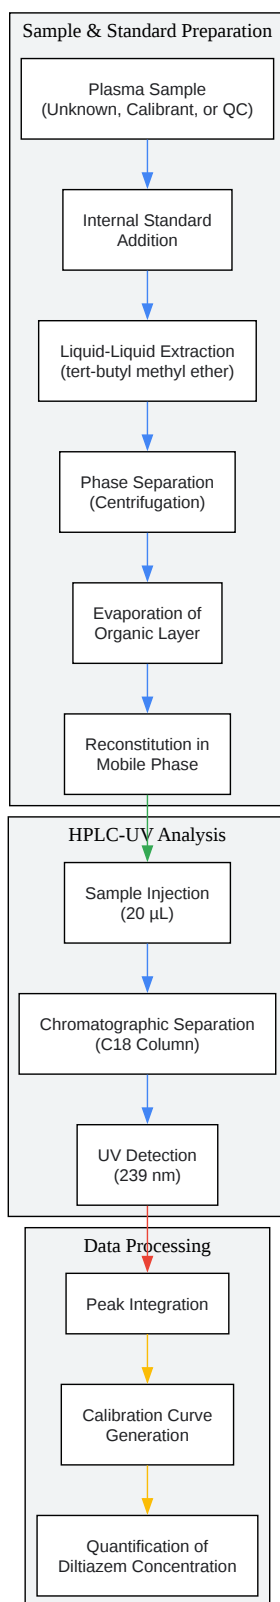 Sample & Standard Preparation
Plasma Sample
(Unknown, Calibrant, or QC)
Internal Standard
Addition
Liquid-Liquid Extraction
(tert-butyl methyl ether)
Phase Separation
(Centrifugation)
Evaporation of
Organic Layer
Reconstitution in
Mobile Phase
HPLC-UV Analysis
Sample Injection
(20 µL)
Chromatographic Separation
(C18 Column)
UV Detection
(239 nm)
Data Processing
Peak Integration
Calibration Curve
Generation
Quantification of
Diltiazem Concentration